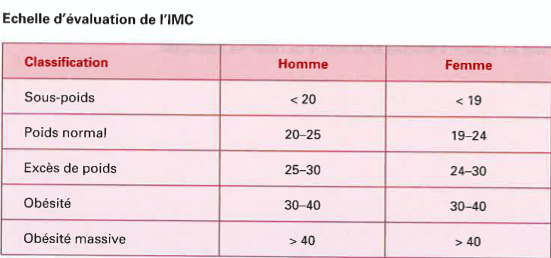 Echelle d'évaluation de l'IMC
Classification Homme Femme
Sous-poids < 20 < 19
Poids normal 20–25 19–24
Excès de poids 25–30 24–30
Obésité 30–40 30–40
Obésité massive > 40 > 40